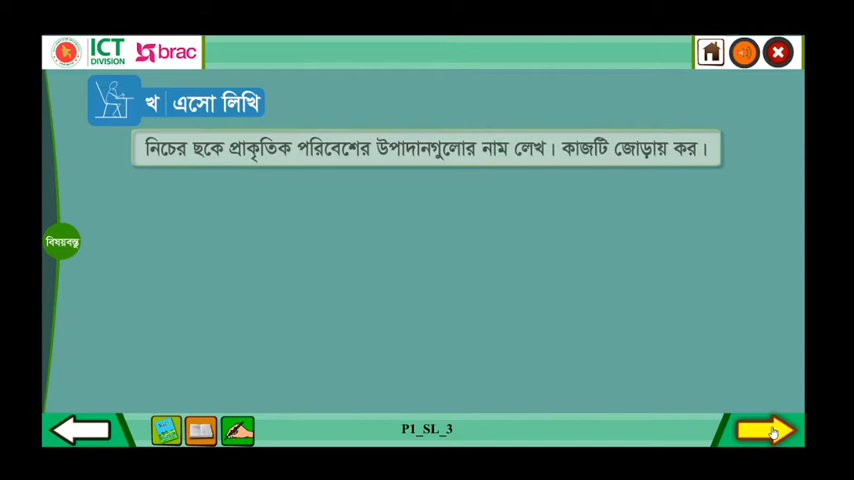 ICT
DIVISION
brac
খ এসো লিখি
নিচের ছকে প্রাকৃতিক পরিবেশের উপাদানগুলোর নাম লেখ। কাজটি জোড়ায় কর।
বিষয়বস্তু
P1_SL_3